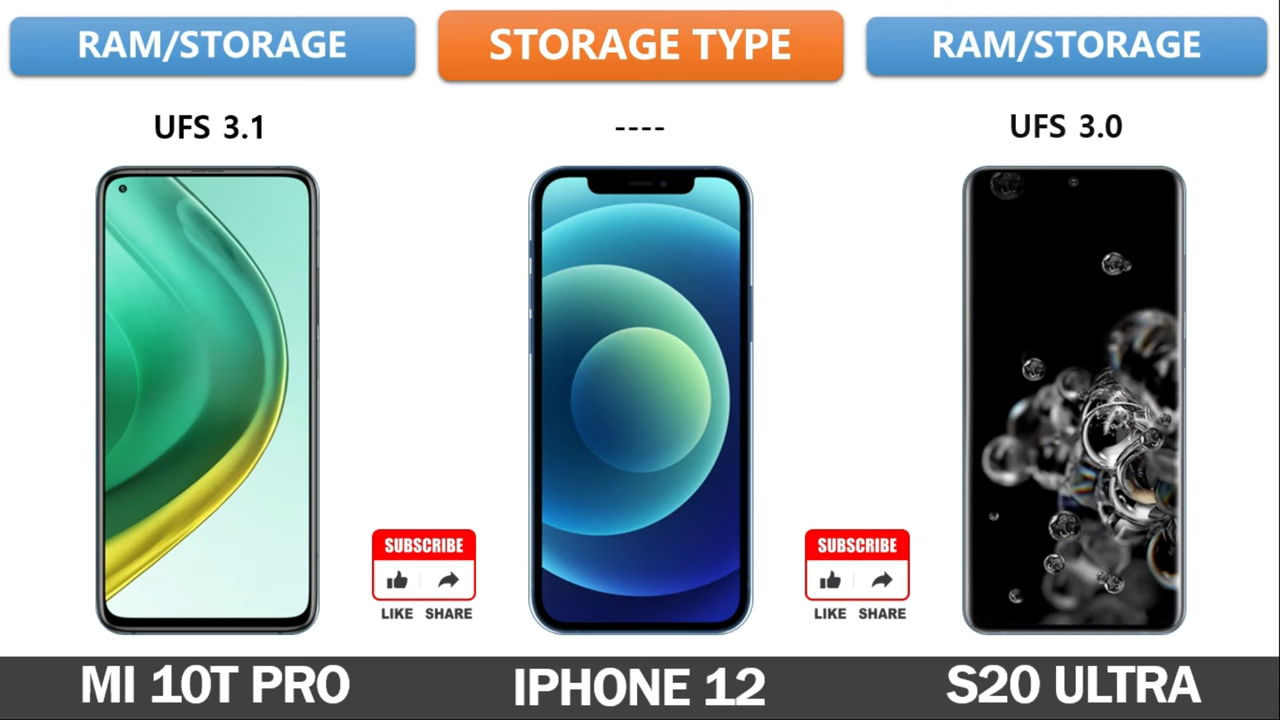 RAM/STORAGE
STORAGE TYPE
RAM/STORAGE
UFS 3.1
----
UFS 3.0
SUBSCRIBE
LIKE SHARE
SUBSCRIBE
LIKE SHARE
MI 10T PRO
IPHONE 12
S20 ULTRA